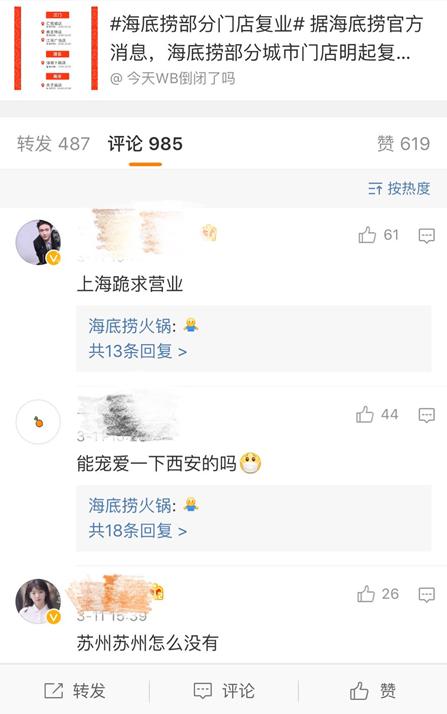 #海底捞部分门店复业# 据海底捞官方
消息，海底捞部分城市门店明起复...
@ 今天WB倒闭了吗
转发 487 评论 985 赞 619
按热度
61
上海跪求营业
海底捞火锅:
共13条回复 >
44
能宠爱一下西安的吗
海底捞火锅:
共18条回复 >
26
3-11 15:39
苏州苏州怎么没有
转发 评论 赞